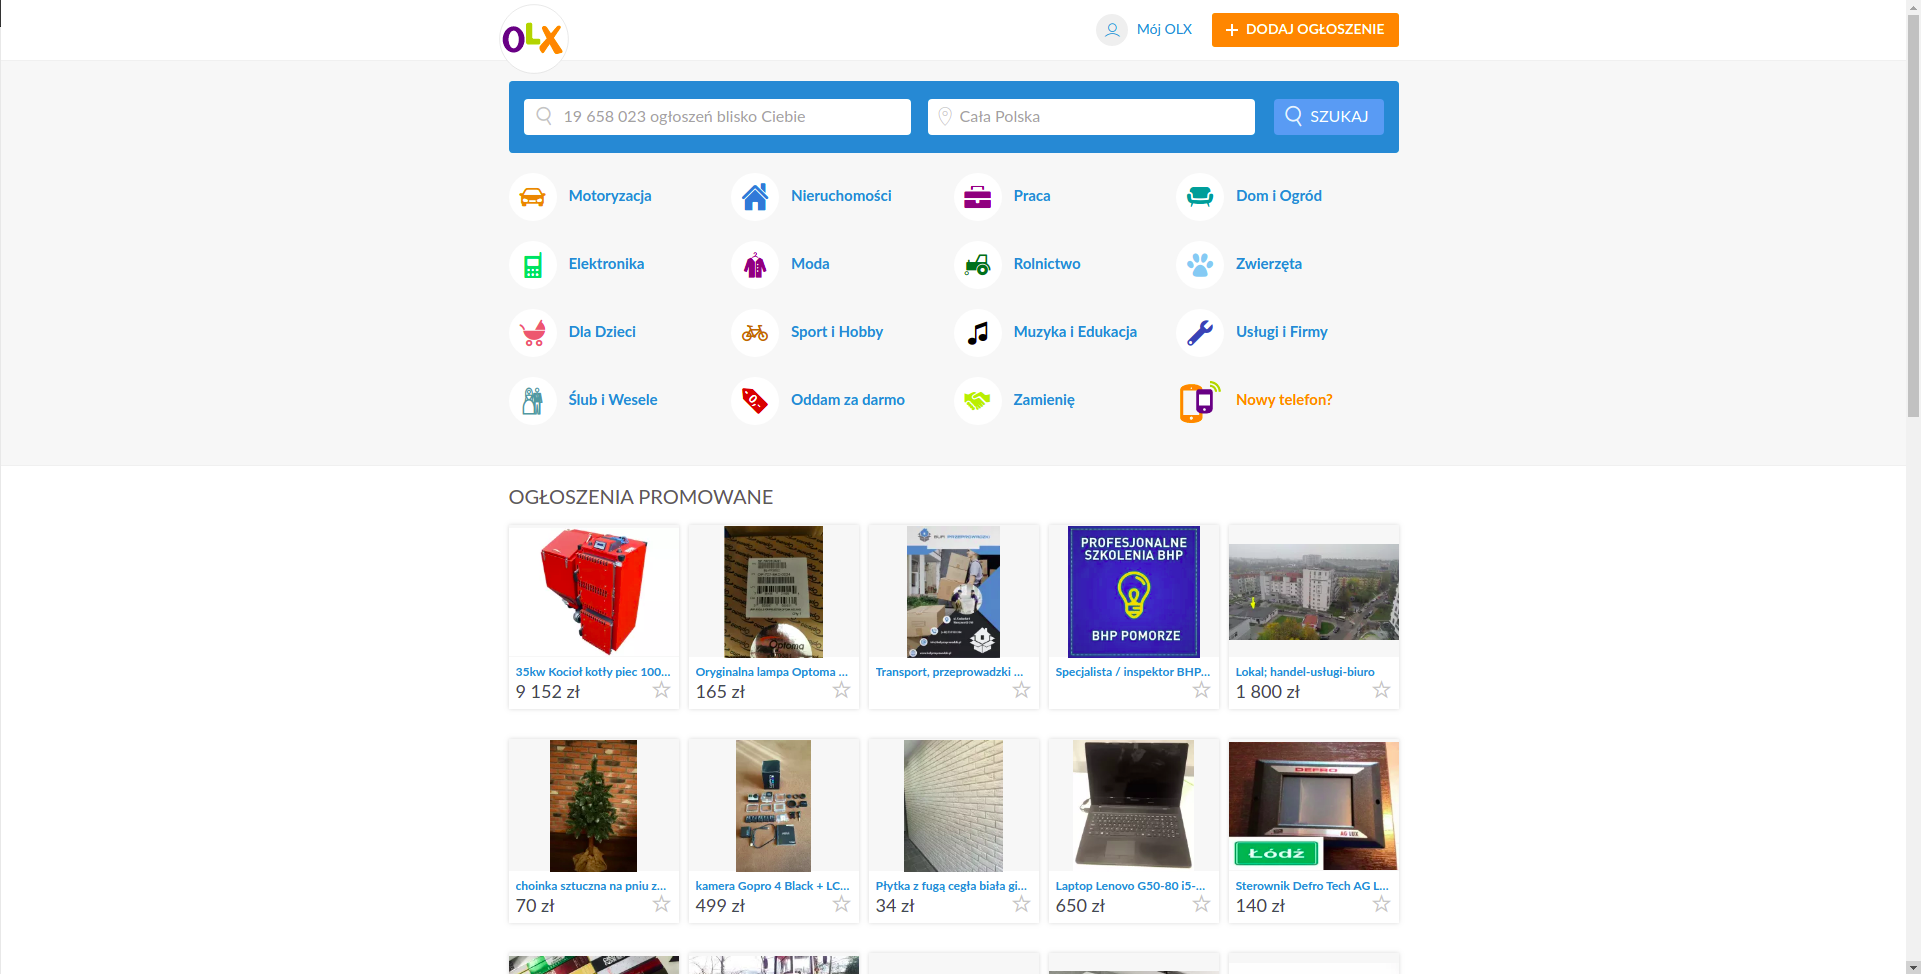 OLX
Mój OLX
DODAJ OGŁOSZENIE
19 658 023 ogłoszeń blisko Ciebie
Cała Polska
SZUKAJ
Motoryzacja
Nieruchomości
Praca
Dom i Ogród
Elektronika
Moda
Rolnictwo
Zwierzęta
Dla Dzieci
Sport i Hobby
Muzyka i Edukacja
Usługi i Firmy
Ślub i Wesele
Oddam za darmo
Zamienię
Nowy telefon?
OGŁOSZENIA PROMOWANE
Optoma
PROFESJONALNE
SZKOLENIA BHP
BHP POMORZE
35kw Kocioł kotły piec 100...
9 152 zł
Oryginalna lampa Optoma ...
165 zł
Transport, przeprowadzki ...
Specjalista / inspektor BHP...
Lokal; handel-usługi-biuro
1 800 zł
DEFRO
AG LUX
Łódź
choinka sztuczna na pniu z...
70 zł
kamera Gopro 4 Black + LC...
499 zł
Płytka z fugą cegła biała gi...
34 zł
Laptop Lenovo G50-80 i5-...
650 zł
Sterownik Defro Tech AG L...
140 zł